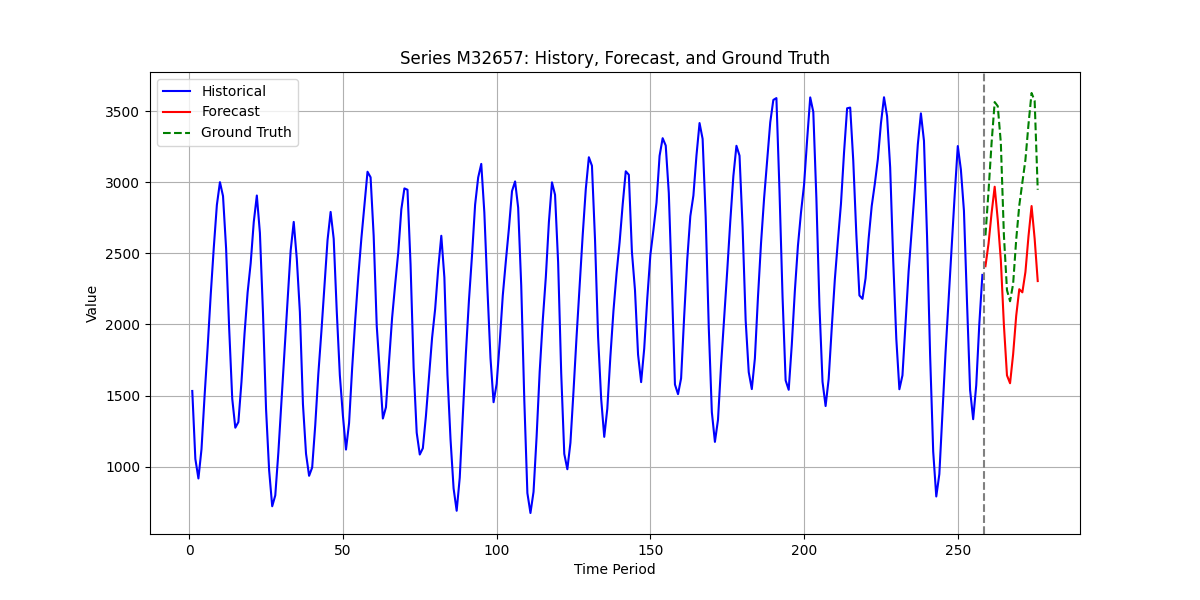 Series M32657: History, Forecast, and Ground Truth
Historical
Forecast
Ground Truth
Value
3500
3000
2500
2000
1500
1000
0 50 100 150 200 250
Time Period